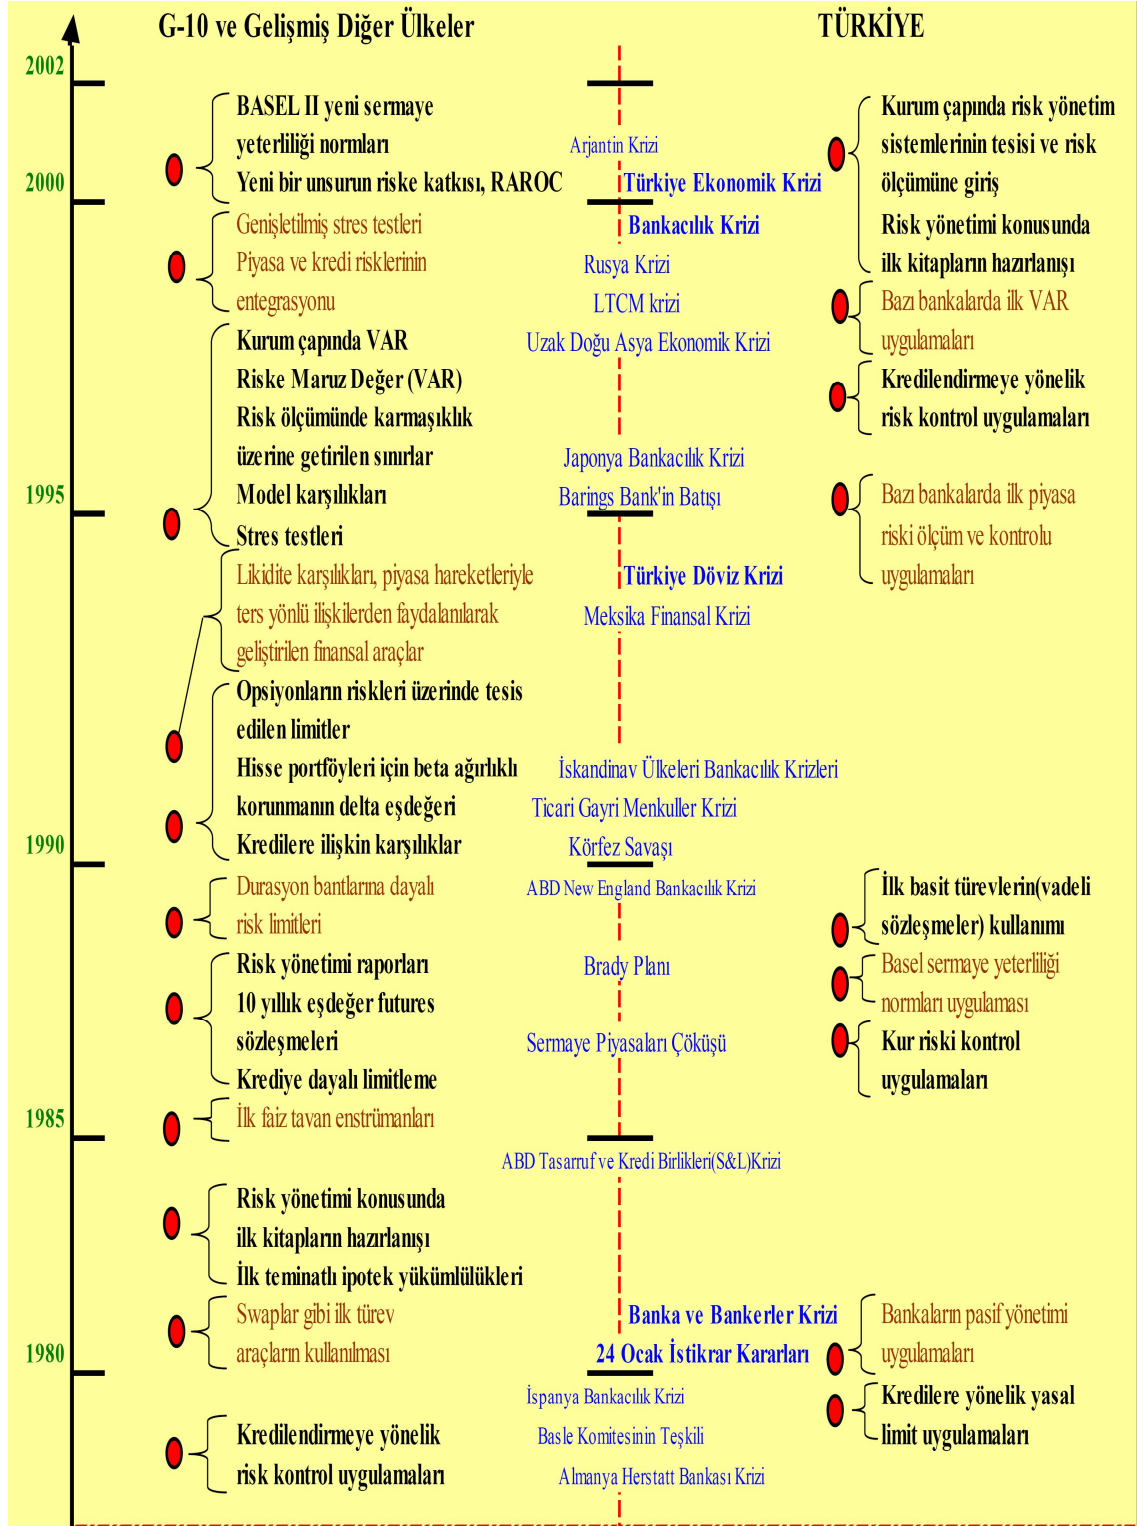 G-10 ve Gelişmiş Diğer Ülkeler
TÜRKİYE
2002
2000
1995
1990
1985
1980
BASEL II yeni sermaye
yeterliliği normları
Yeni bir unsurun riske katkısı, RAROC
Genişletilmiş stres testleri
Piyasa ve kredi risklerinin
entegrasyonu
Kurum çapında VAR
Riske Maruz Değer (VAR)
Risk ölçümünde karmaşıklık
üzerine getirilen sınırlar
Model karşılıkları
Stres testleri
Likidite karşılıkları, piyasa hareketleriyle
ters yönlü ilişkilerden faydalanılarak
geliştirilen finansal araçlar
Opsiyonların riskleri üzerinde tesis
edilen limitler
Hisse portföyleri için beta ağırlıklı
korunmanın delta eşdeğeri
Kredilere ilişkin karşılıklar
Durasyon bantlarına dayalı
risk limitleri
Risk yönetimi raporları
10 yıllık eşdeğer futures
sözleşmeleri
Krediye dayalı limitleme
İlk faiz tavan enstrümanları
Risk yönetimi konusunda
ilk kitapların hazırlanışı
İlk teminatlı ipotek yükümlülükleri
Swaplar gibi ilk türev
araçların kullanılması
Kredilendirmeye yönelik
risk kontrol uygulamaları
Arjantin Krizi
Türkiye Ekonomik Krizi
Bankacılık Krizi
Rusya Krizi
LTCM krizi
Uzak Doğu Asya Ekonomik Krizi
Japonya Bankacılık Krizi
Barings Bank'in Batışı
Türkiye Döviz Krizi
Meksika Finansal Krizi
İskandinav Ülkeleri Bankacılık Krizleri
Ticari Gayri Menkuller Krizi
Körfez Savaşı
ABD New England Bankacılık Krizi
Brady Planı
Sermaye Piyasaları Çöküşü
ABD Tasarruf ve Kredi Birlikleri(S&L)Krizi
Banka ve Bankerler Krizi
24 Ocak İstikrar Kararları
İspanya Bankacılık Krizi
Basle Komitesinin Teşkili
Almanya Herstatt Bankası Krizi
Kurum çapında risk yönetim
sistemlerinin tesisi ve risk
ölçümüne giriş
Risk yönetimi konusunda
ilk kitapların hazırlanışı
Bazı bankalarda ilk VAR
uygulamaları
Kredilendirmeye yönelik
risk kontrol uygulamaları
Bazı bankalarda ilk piyasa
riski ölçüm ve kontrolu
uygulamaları
İlk basit türevlerin(vadeli
sözleşmeler) kullanımı
Basel sermaye yeterliliği
normları uygulaması
Kur riski kontrol
uygulamaları
Bankaların pasif yönetimi
uygulamaları
Kredilere yönelik yasal
limit uygulamaları